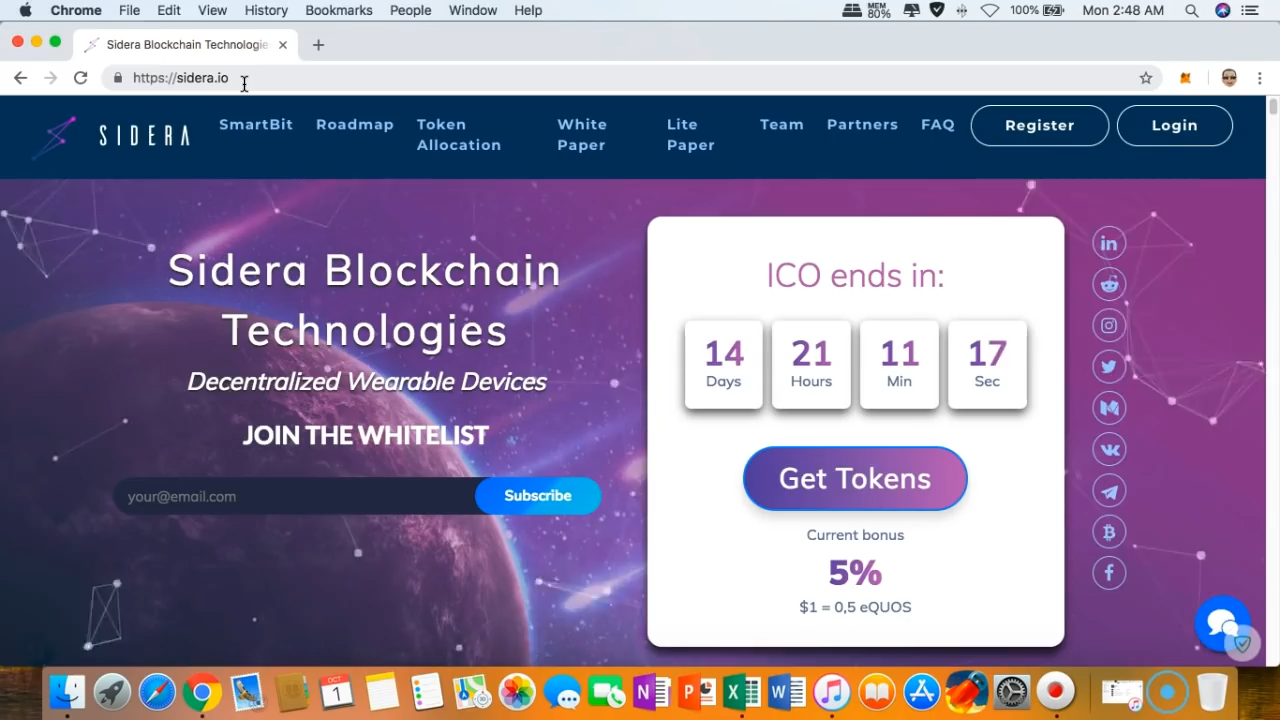 Chrome File Edit View History Bookmarks People Window Help MEM 80% 100% Mon 2:48 AM
Sidera Blockchain Technologie
https://sidera.io
SIDERA SmartBit Roadmap Token Allocation White Paper Lite Paper Team Partners FAQ Register Login
Sidera Blockchain
Technologies
Decentralized Wearable Devices
JOIN THE WHITELIST
your@email.com Subscribe
ICO ends in:
14 21 11 17
Days Hours Min Sec
Get Tokens
Current bonus
5%
$1 = 0,5 eQUOS
OCT
1